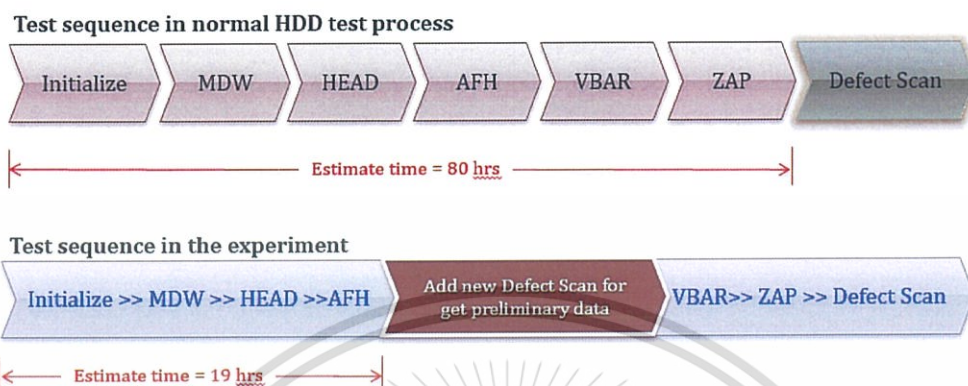 Test sequence in normal HDD test process
Initialize
MDW
HEAD
AFH
VBAR
ZAP
Defect Scan
Estimate time = 80 hrs
Test sequence in the experiment
Initialize >> MDW >> HEAD >>AFH
Add new Defect Scan for
get preliminary data
VBAR>> ZAP >> Defect Scan
Estimate time = 19 hrs